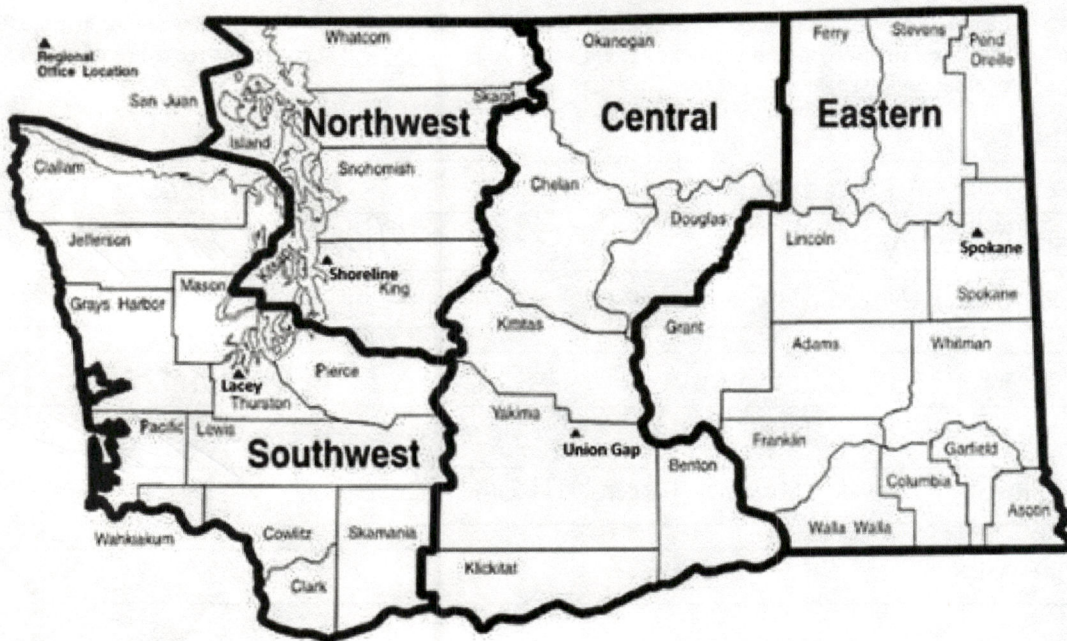 Regional
Office Location
San Juan
Whatcom
Skagit
Northwest
Island
Snohomish
Clallam
Jefferson
Kitsap
Shoreline
King
Mason
Grays Harbor
Lacey
Thurston
Pierce
Pacific
Lewis
Southwest
Wahkiakum
Cowlitz
Skamania
Clark
Okanogan
Central
Chelan
Douglas
Kittitas
Yakima
Union Gap
Benton
Klickitat
Ferry
Stevens
Pend
Oreille
Eastern
Lincoln
Spokane
Spokane
Grant
Adams
Whitman
Franklin
Garfield
Columbia
Walla Walla
Asotin